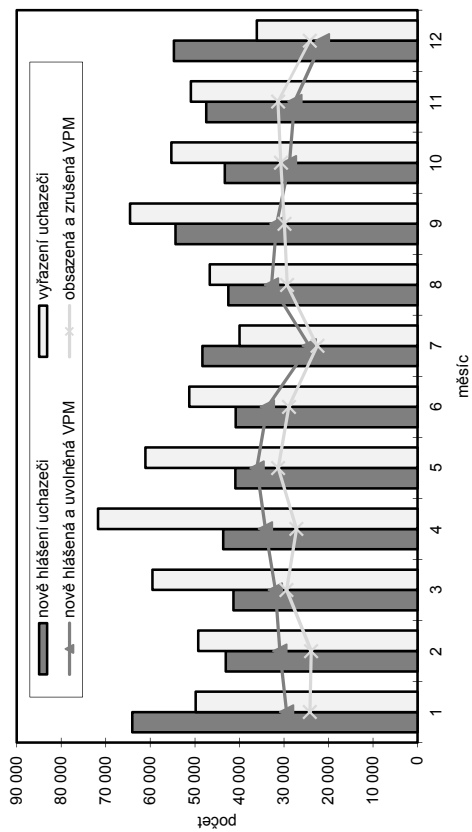 nově hlášení uchazeči
vyřazení uchazeči
nově hlášená a uvolněná VPM
obsazená a zrušená VPM
90 000
80 000
70 000
60 000
50 000
40 000
30 000
20 000
10 000
0
počet
1 2 3 4 5 6 7 8 9 10 11 12
měsíc